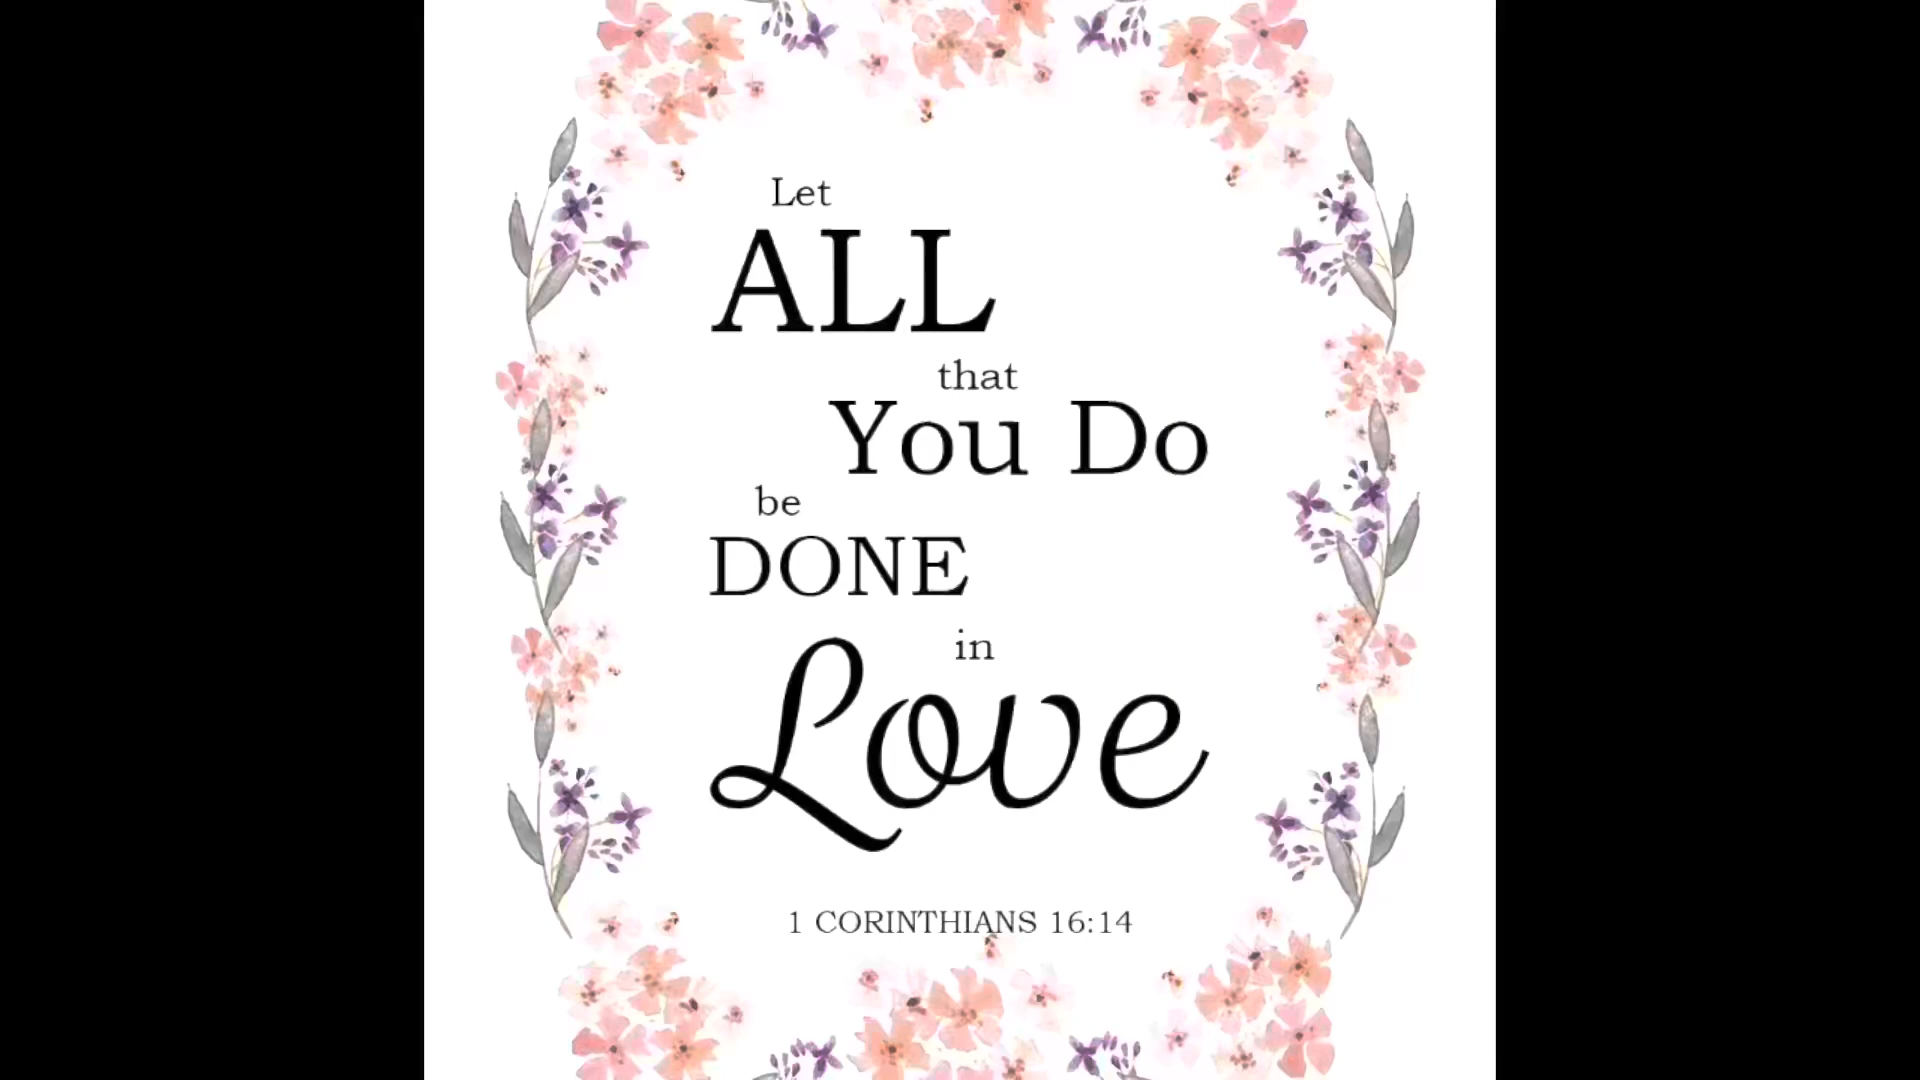 Let
ALL
that
You Do
be
DONE
in
Love
1 CORINTHIANS 16:14